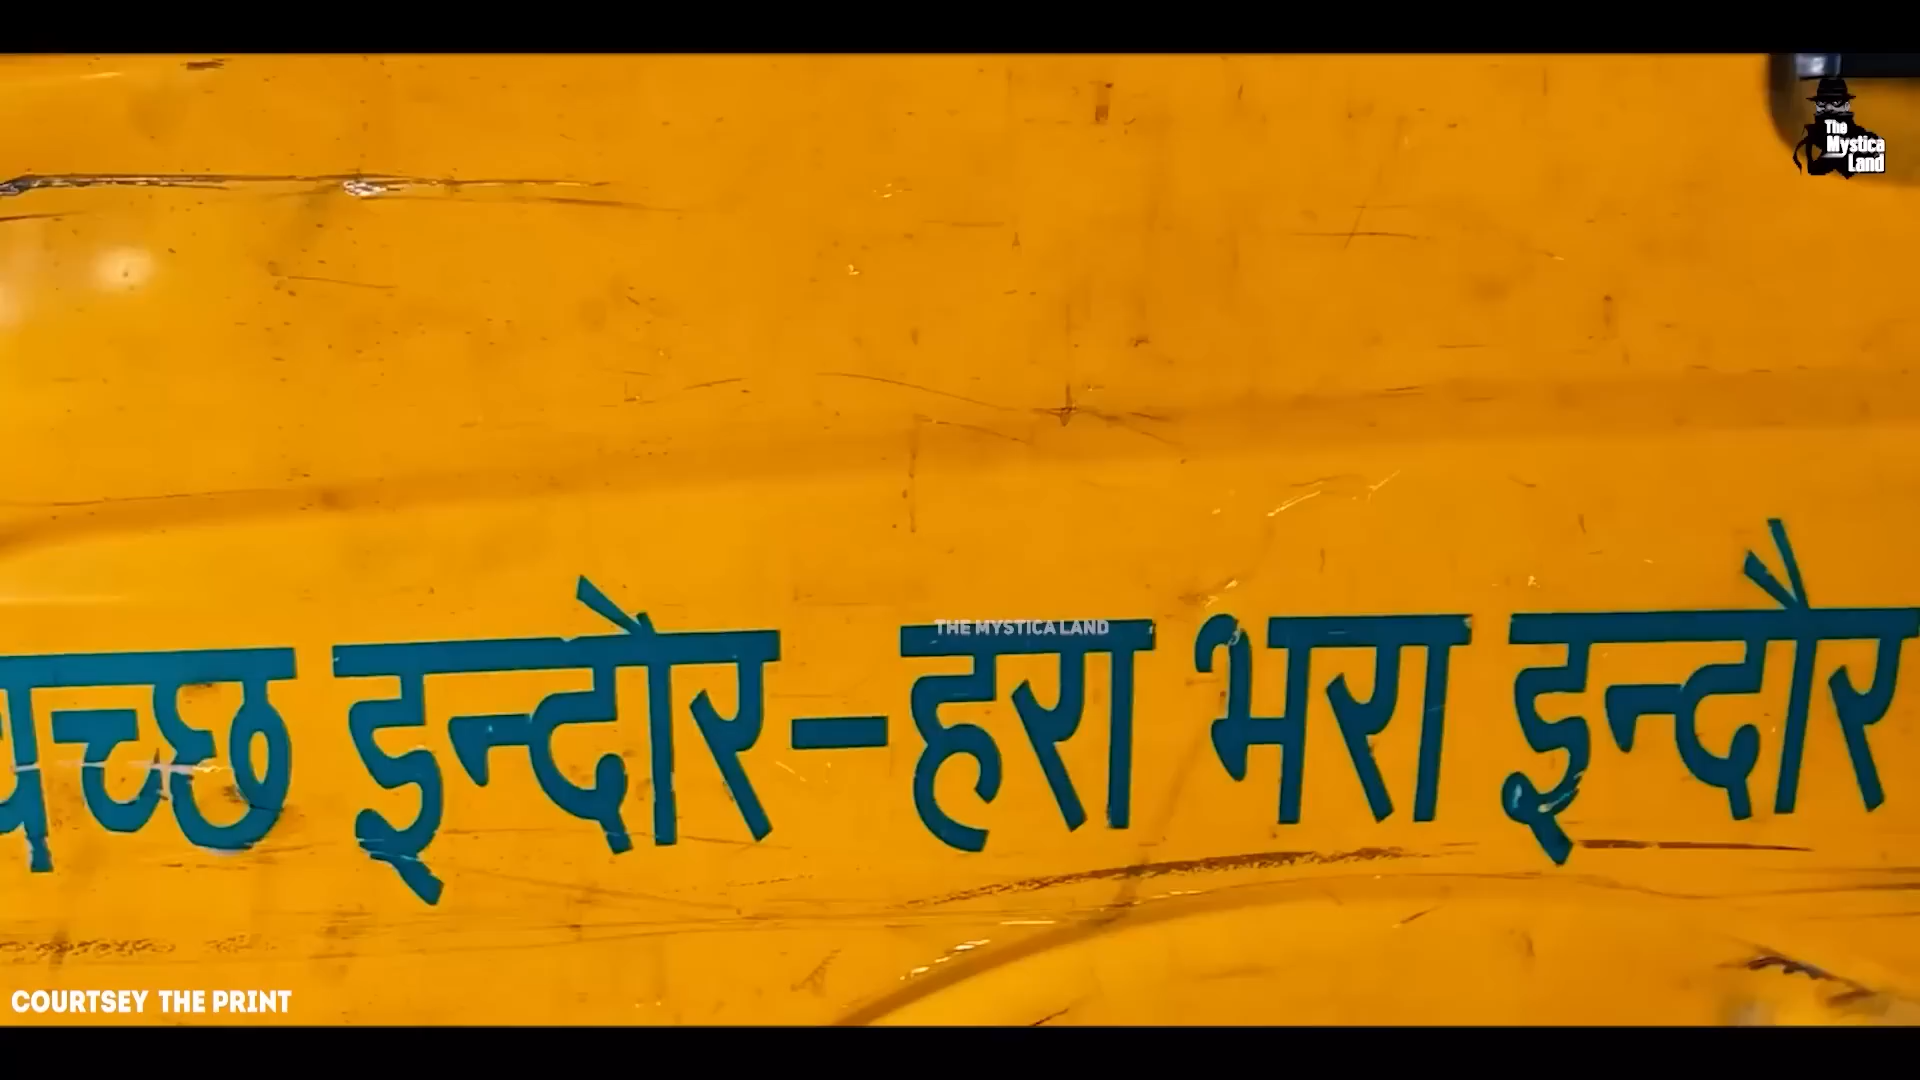 The
Mystica
Land
THE MYSTICA LAND
च्छ इन्दोर-हरा भरा इन्दौर
COURTSEY THE PRINT